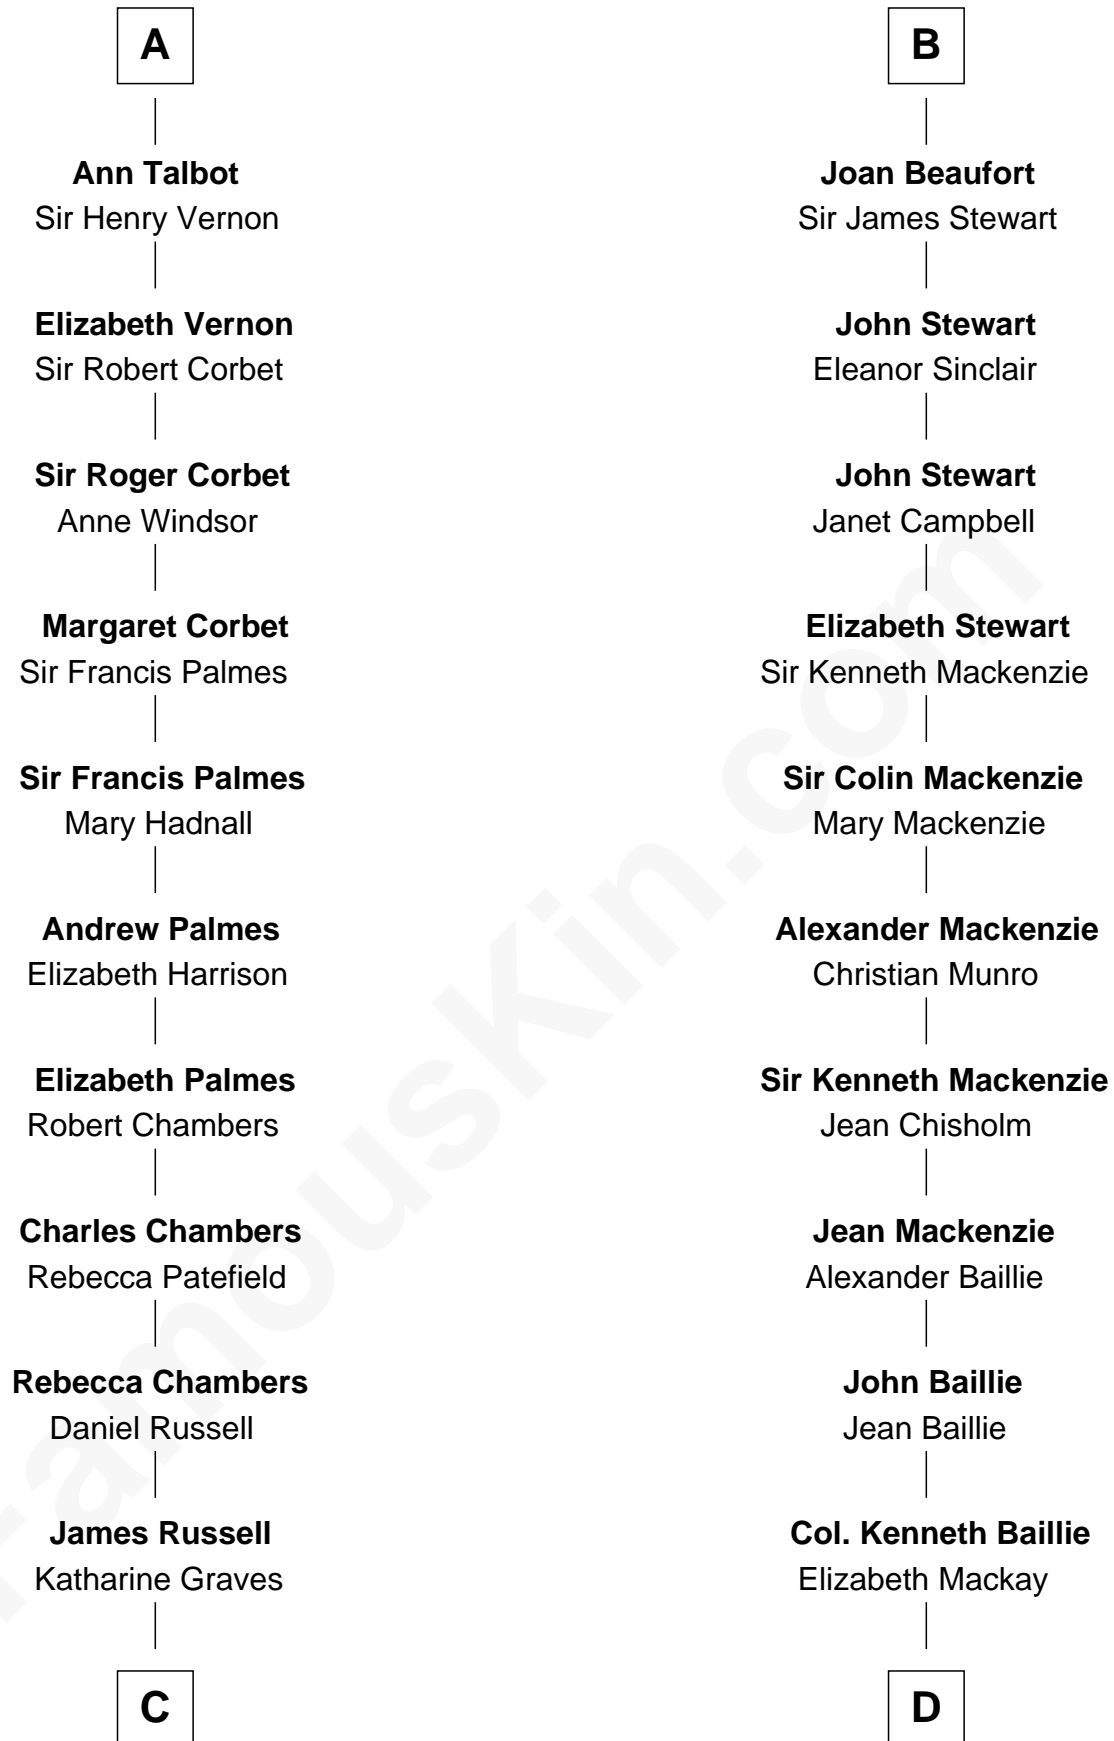 A
Ann Talbot
Sir Henry Vernon
Elizabeth Vernon
Sir Robert Corbet
Sir Roger Corbet
Anne Windsor
Margaret Corbet
Sir Francis Palmes
Sir Francis Palmes
Mary Hadnall
Andrew Palmes
Elizabeth Harrison
Elizabeth Palmes
Robert Chambers
Charles Chambers
Rebecca Patefield
Rebecca Chambers
Daniel Russell
James Russell
Katharine Graves
C
B
Joan Beaufort
Sir James Stewart
John Stewart
Eleanor Sinclair
John Stewart
Janet Campbell
Elizabeth Stewart
Sir Kenneth Mackenzie
Sir Colin Mackenzie
Mary Mackenzie
Alexander Mackenzie
Christian Munro
Sir Kenneth Mackenzie
Jean Chisholm
Jean Mackenzie
Alexander Baillie
John Baillie
Jean Baillie
Col. Kenneth Baillie
Elizabeth Mackay
D
FamousKin.com